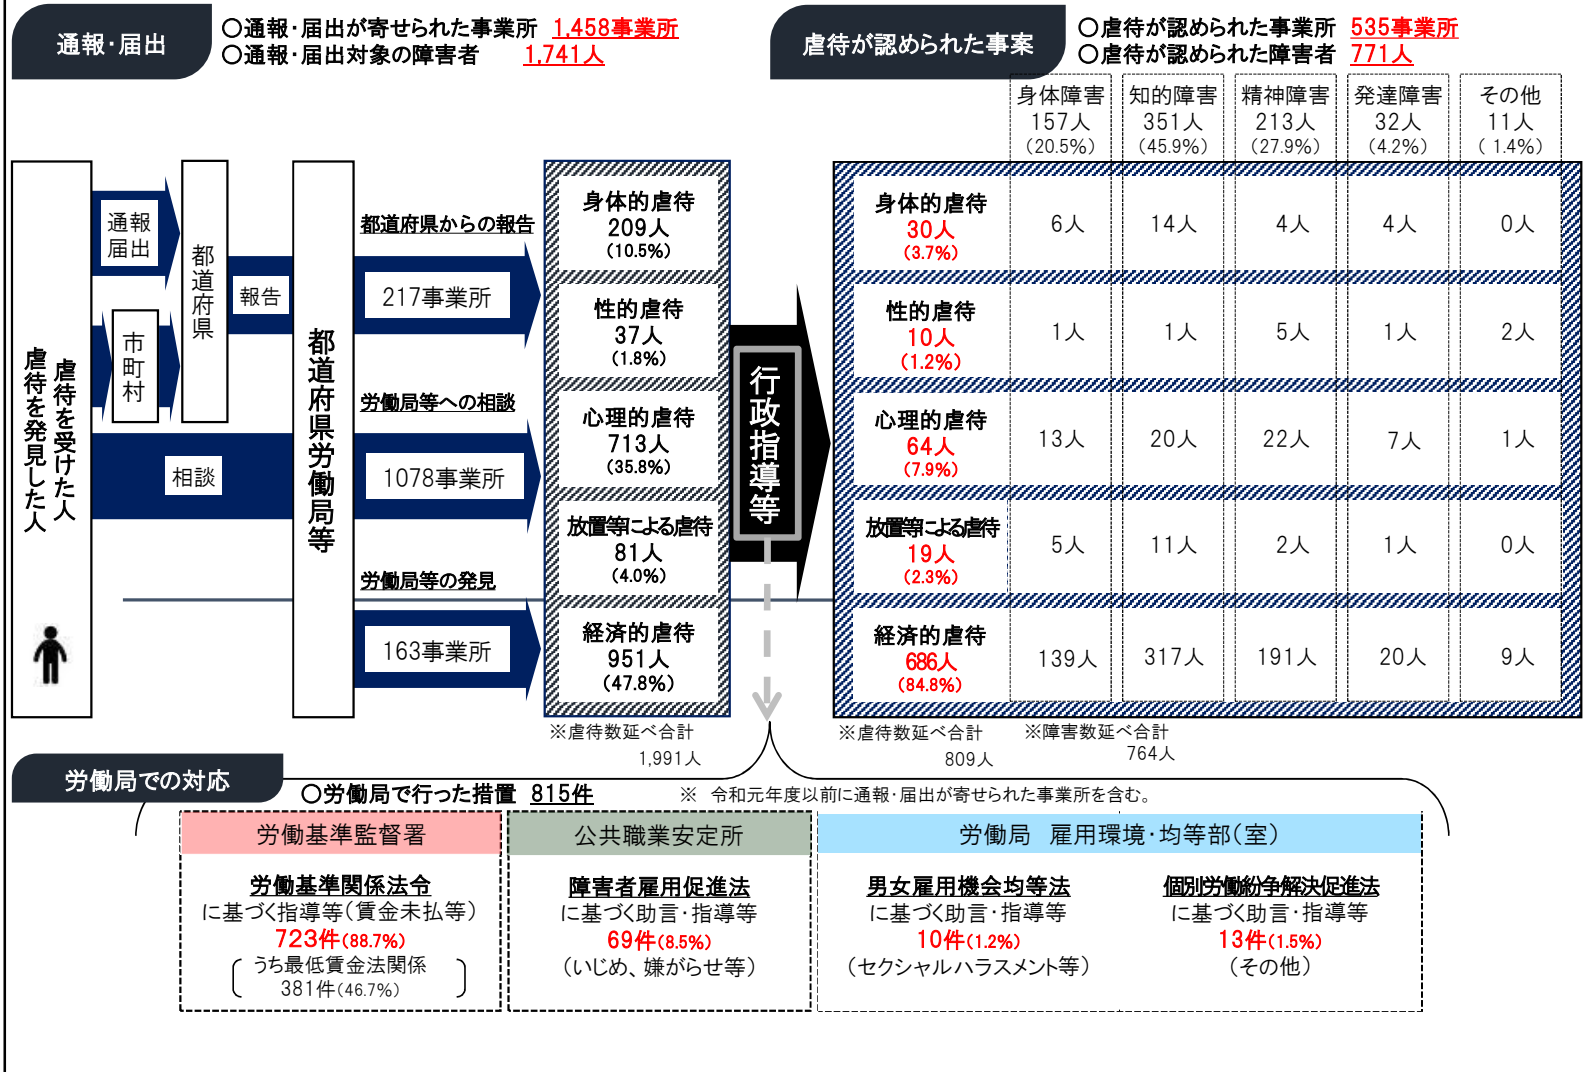 通報・届出
○通報・届出が寄せられた事業所 1,458事業所
○通報・届出対象の障害者 1,741人
虐待が認められた事案
○虐待が認められた事業所 535事業所
○虐待が認められた障害者 771人
身体障害
157人
(20.5%)
知的障害
351人
(45.9%)
精神障害
213人
(27.9%)
発達障害
32人
(4.2%)
その他
11人
( 1.4%)
虐待を受けた人
虐待を発見した人
通報
届出
市町村
都道府県
報告
相談
都道府県労働局等
都道府県からの報告
217事業所
労働局等への相談
1078事業所
労働局等の発見
163事業所
身体的虐待
209人
(10.5%)
性的虐待
37人
(1.8%)
心理的虐待
713人
(35.8%)
放置等による虐待
81人
(4.0%)
経済的虐待
951人
(47.8%)
※虐待数延べ合計
1,991人
行政指導等
身体的虐待
30人
(3.7%)
6人 14人 4人 4人 0人
性的虐待
10人
(1.2%)
1人 1人 5人 1人 2人
心理的虐待
64人
(7.9%)
13人 20人 22人 7人 1人
放置等による虐待
19人
(2.3%)
5人 11人 2人 1人 0人
経済的虐待
686人
(84.8%)
139人 317人 191人 20人 9人
※虐待数延べ合計
809人
※障害数延べ合計
764人
労働局での対応
○労働局で行った措置 815件 ※ 令和元年度以前に通報・届出が寄せられた事業所を含む。
労働基準監督署
労働基準関係法令
に基づく指導等(賃金未払等)
723件(88.7%)
うち最低賃金法関係
381件(46.7%)
公共職業安定所
障害者雇用促進法
に基づく助言・指導等
69件(8.5%)
(いじめ、嫌がらせ等)
労働局 雇用環境・均等部(室)
男女雇用機会均等法
に基づく助言・指導等
10件(1.2%)
(セクシャルハラスメント等)
個別労働紛争解決促進法
に基づく助言・指導等
13件(1.5%)
(その他)